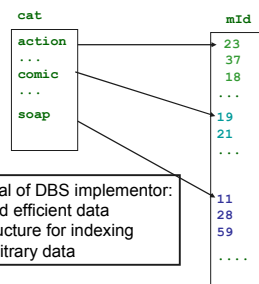 cat
action
...
comic
...
soap
mId
23
37
18
...
19
21
...
11
28
59
....
al of DBS implementor:
d efficient data
ucture for indexing
itrary data